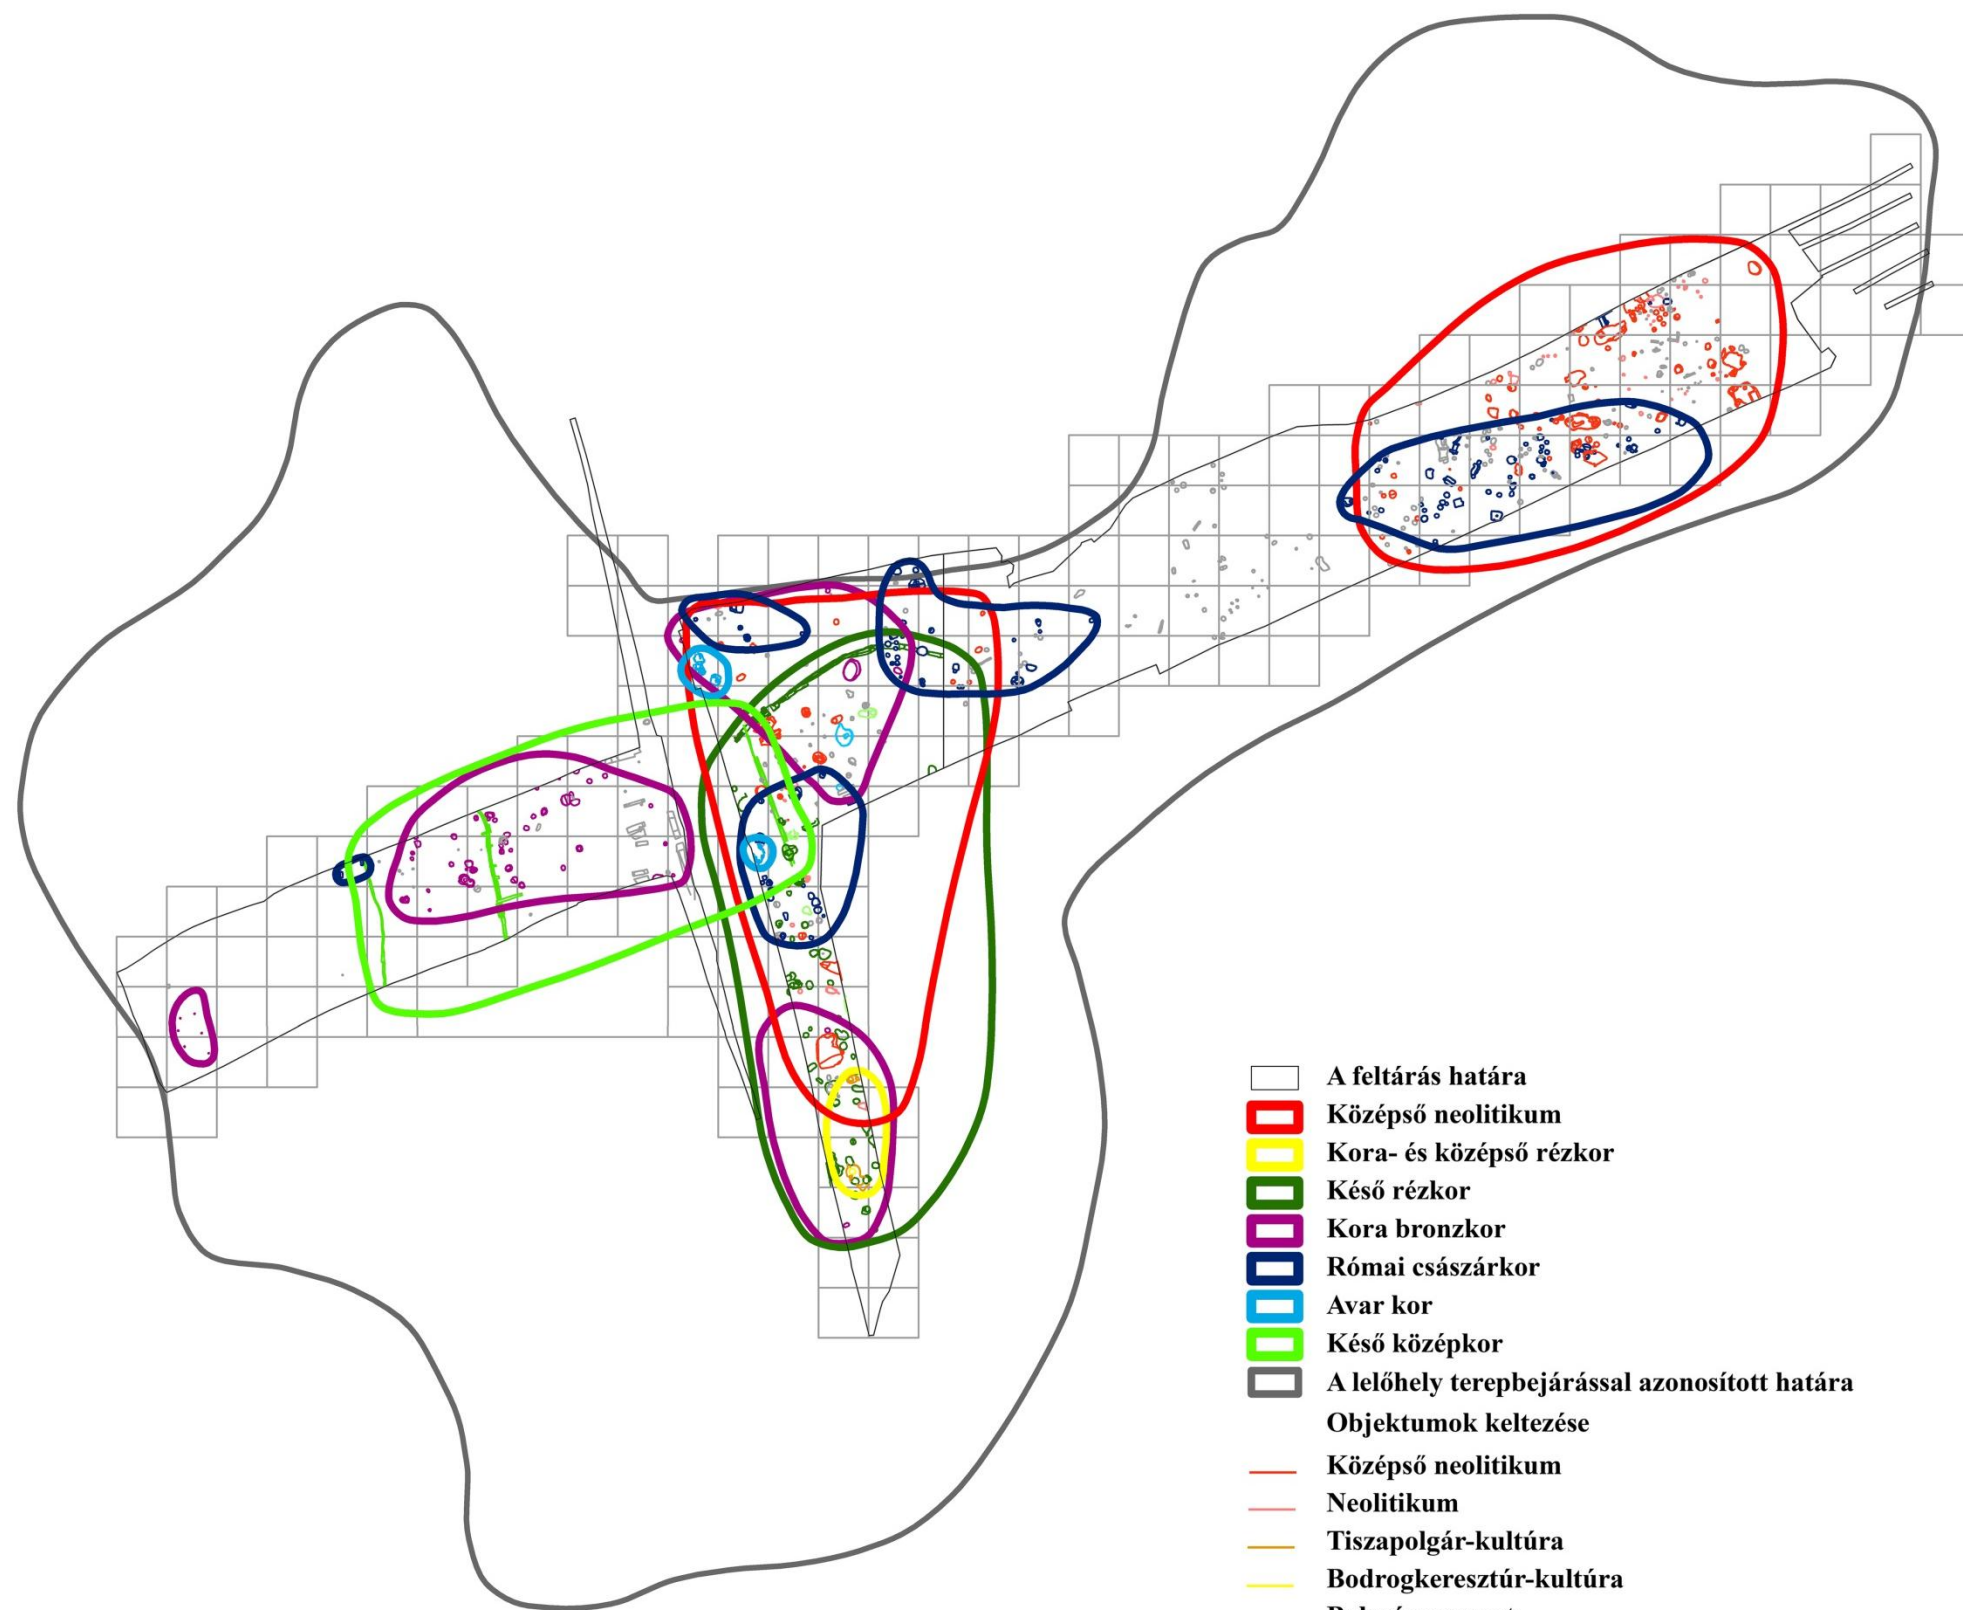 A feltárás határa
Középső neolitikum
Kora- és középső rézkor
Késő rézkor
Kora bronzkor
Római császárkor
Avar kor
Késő középkor
A lelőhely terepbejárással azonosított határa
Objektumok keltezése
Középső neolitikum
Neolitikum
Tiszapolgár-kultúra
Bodrogkeresztúr-kultúra